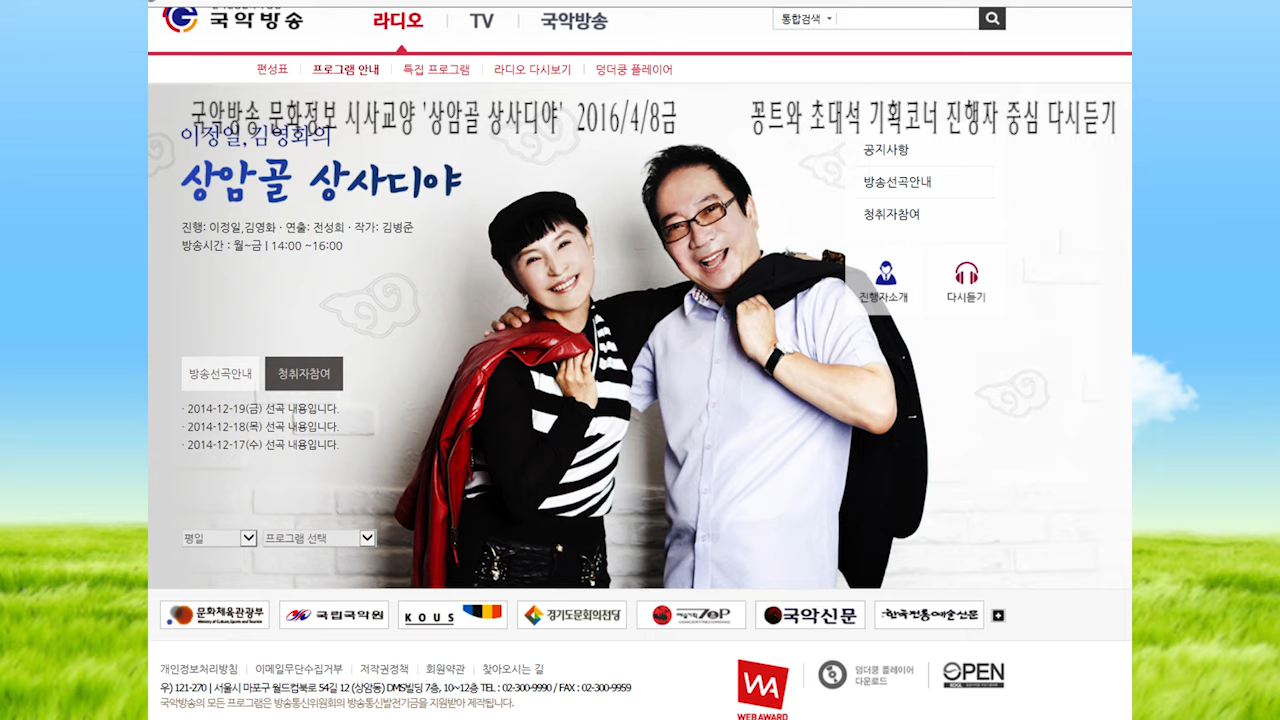 국악방송
라디오
TV
국악방송
통합검색
편성표
프로그램 안내
특집 프로그램
라디오 다시보기
덩더쿵 플레이어
국악방송 문화정보 시사교양 '상암골 상사디야' 2016/4/8금
꽁트와 초대석 기획코너 진행자 중심 다시듣기
이정일,김영화의
상암골 상사디야
공지사항
방송선곡안내
청취자참여
진행: 이정일,김영화 · 연출: 전성희 · 작가: 김병준
방송시간 : 월~금 | 14:00 ~16:00
진행자소개
다시듣기
방송선곡안내
청취자참여
· 2014-12-19(금) 선곡 내용입니다.
· 2014-12-18(목) 선곡 내용입니다.
· 2014-12-17(수) 선곡 내용입니다.
평일
프로그램 선택
문화체육관광부
Ministry of Culture, Sports and Tourism
국립국악원
KOUS
경기도문화의전당
예술기획 TOP
국악신문
한국전통예술신문
개인정보처리방침
이메일무단수집거부
저작권정책
회원약관
찾아오시는 길
우) 121-270 | 서울시 마포구 월드컵북로 54길 12 (상암동) DMS빌딩 7층, 10~12층 TEL : 02-300-9990 / FAX : 02-300-9959
국악방송의 모든 프로그램은 방송통신위원회의 방송통신발전기금을 지원받아 제작됩니다.
WA
WEB AWARD
덩더쿵 플레이어
다운로드
OPEN